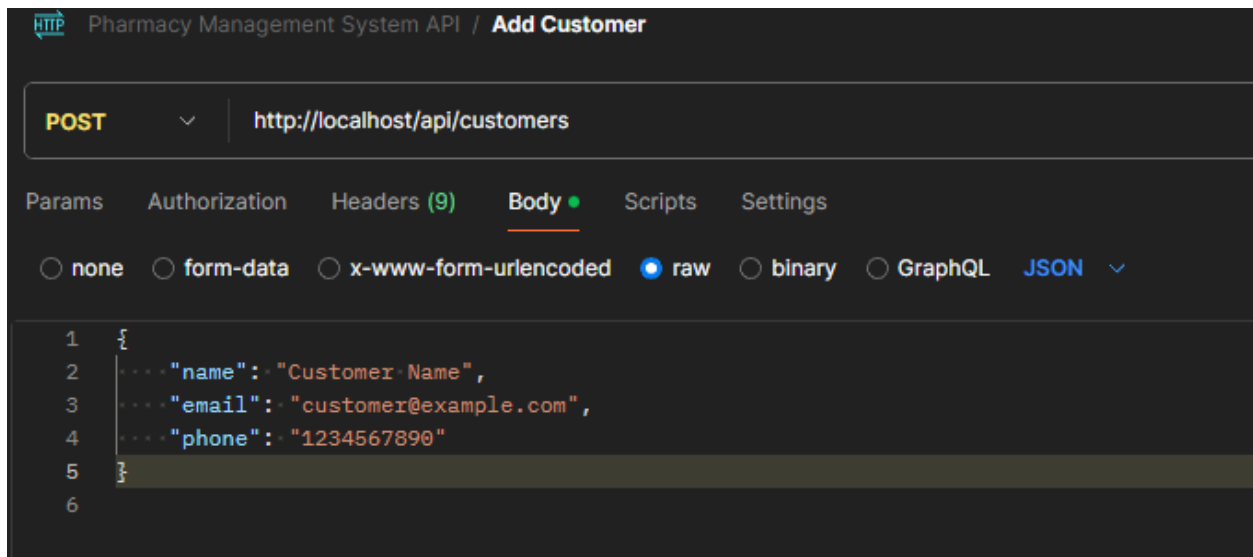 HTTP Pharmacy Management System API / Add Customer
POST http://localhost/api/customers
Params Authorization Headers (9) Body Scripts Settings
none form-data x-www-form-urlencoded raw binary GraphQL JSON
1 {
2 "name": "Customer Name",
3 "email": "customer@example.com",
4 "phone": "1234567890"
5 }
6